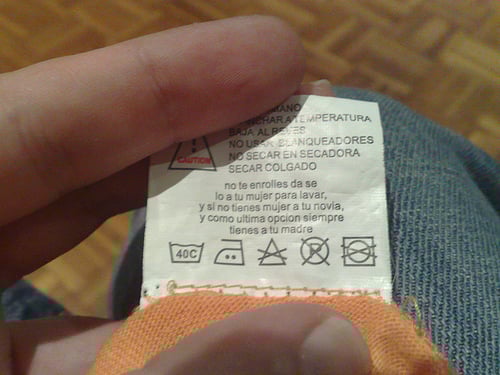 MANO
PLANCHAR A TEMPERATURA
BAJA AL REVES
NO USAR BLANQUEADORES
NO SECAR EN SECADORA
SECAR COLGADO
CAUTION
no te enrolles da se
lo a tu mujer para lavar,
y si no tienes mujer a tu novia,
y como ultima opcion siempre
tienes a tu madre
40C
P